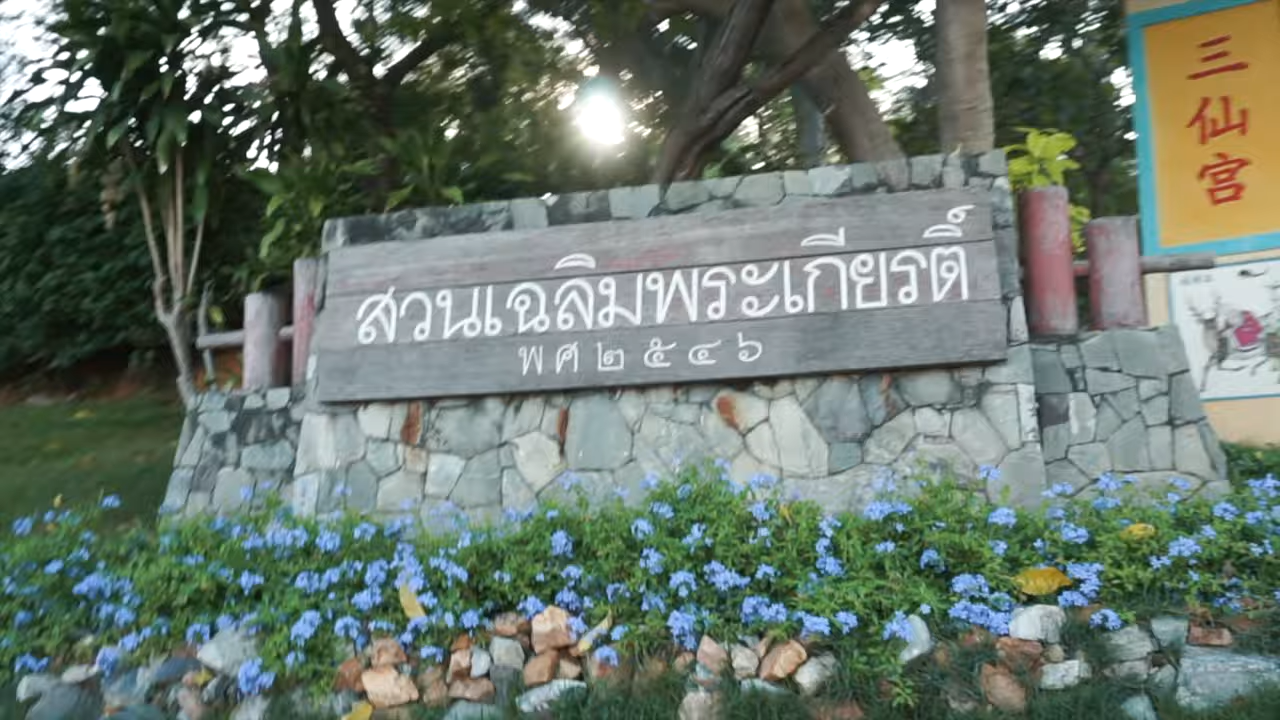 สวนเฉลิมพระเกียรติ์
พ ศ ๒ ๕ ๔ ๖
三仙宫